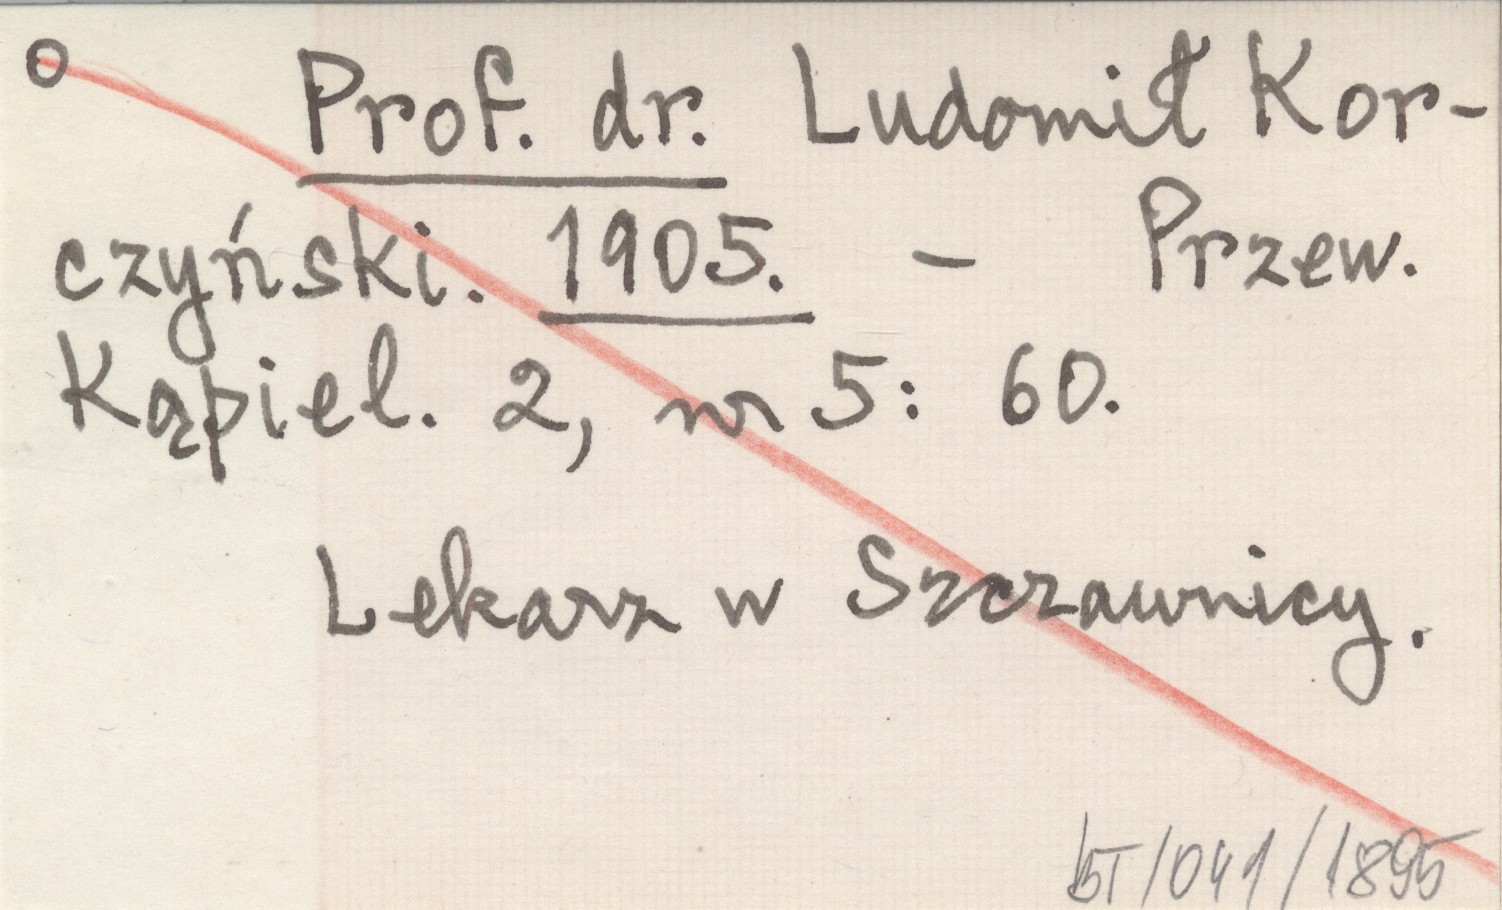 o Prof. dr. Ludomił Kor-
czyński. 1905. - Przew.
Kąpiel. 2, nr 5: 60.
Lekarz w Szczawnicy.
BT/041/1895